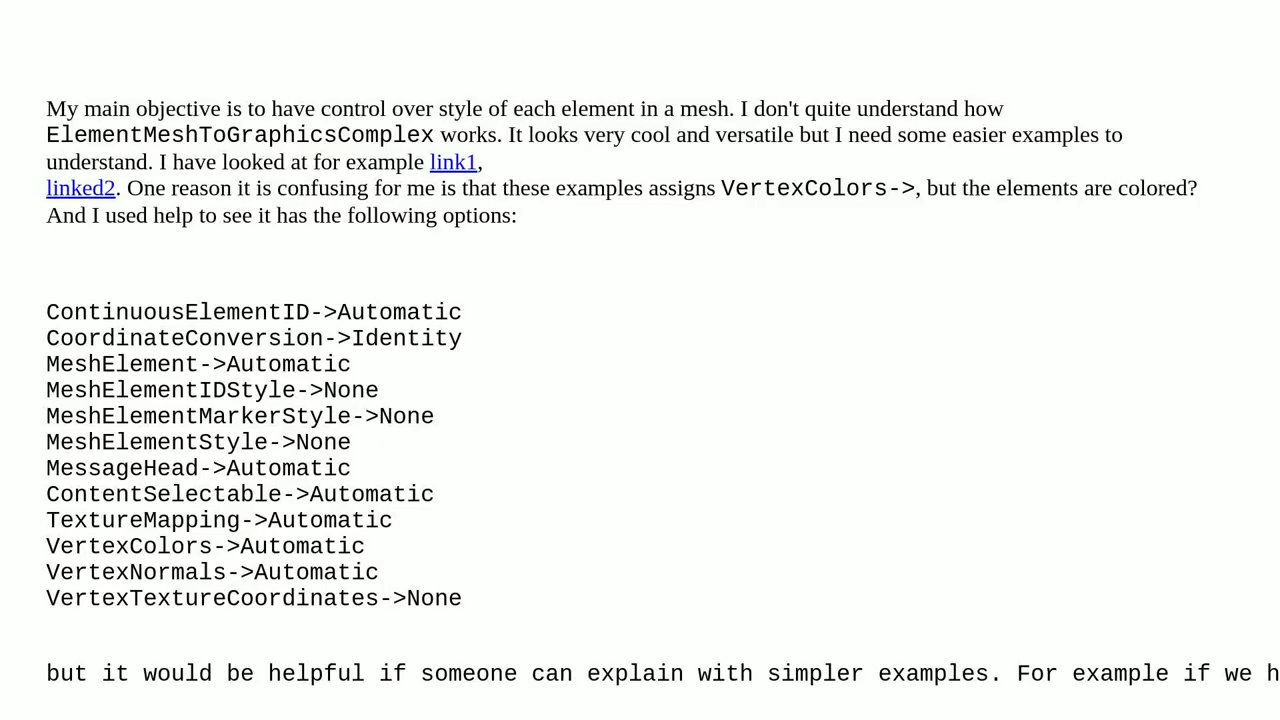 My main objective is to have control over style of each element in a mesh. I don't quite understand how
ElementMeshToGraphicsComplex works. It looks very cool and versatile but I need some easier examples to
understand. I have looked at for example link1,
linked2. One reason it is confusing for me is that these examples assigns VertexColors->, but the elements are colored?
And I used help to see it has the following options:
ContinuousElementID->Automatic
CoordinateConversion->Identity
MeshElement->Automatic
MeshElementIDStyle->None
MeshElementMarkerStyle->None
MeshElementStyle->None
MessageHead->Automatic
ContentSelectable->Automatic
TextureMapping->Automatic
VertexColors->Automatic
VertexNormals->Automatic
VertexTextureCoordinates->None
but it would be helpful if someone can explain with simpler examples. For example if we h